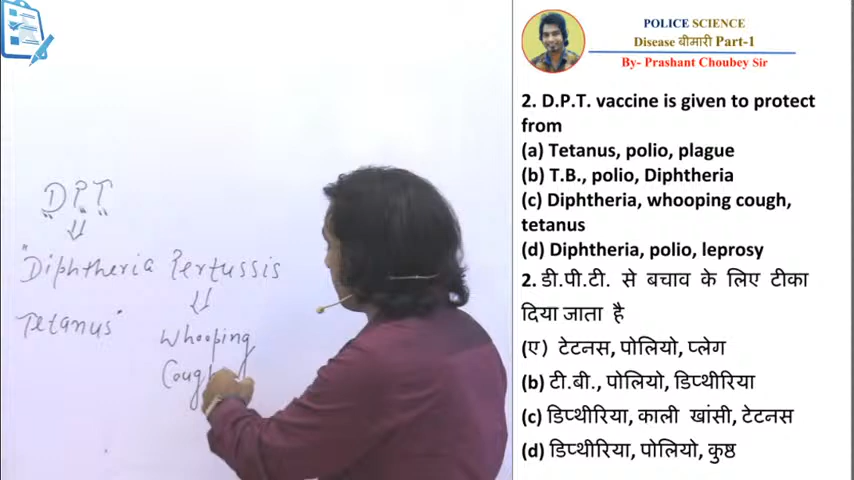 DPT
"Diphtheria Pertussis
Tetanus"
Whooping
Cough
POLICE SCIENCE
Disease बीमारी Part-1
By- Prashant Choubey Sir
2. D.P.T. vaccine is given to protect
from
(a) Tetanus, polio, plague
(b) T.B., polio, Diphtheria
(c) Diphtheria, whooping cough,
tetanus
(d) Diphtheria, polio, leprosy
2. डी.पी.टी. से बचाव के लिए टीका
दिया जाता है
(ए) टेटनस, पोलियो, प्लेग
(b) टी.बी., पोलियो, डिप्थीरिया
(c) डिप्थीरिया, काली खांसी, टेटनस
(d) डिप्थीरिया, पोलियो, कुष्ठ